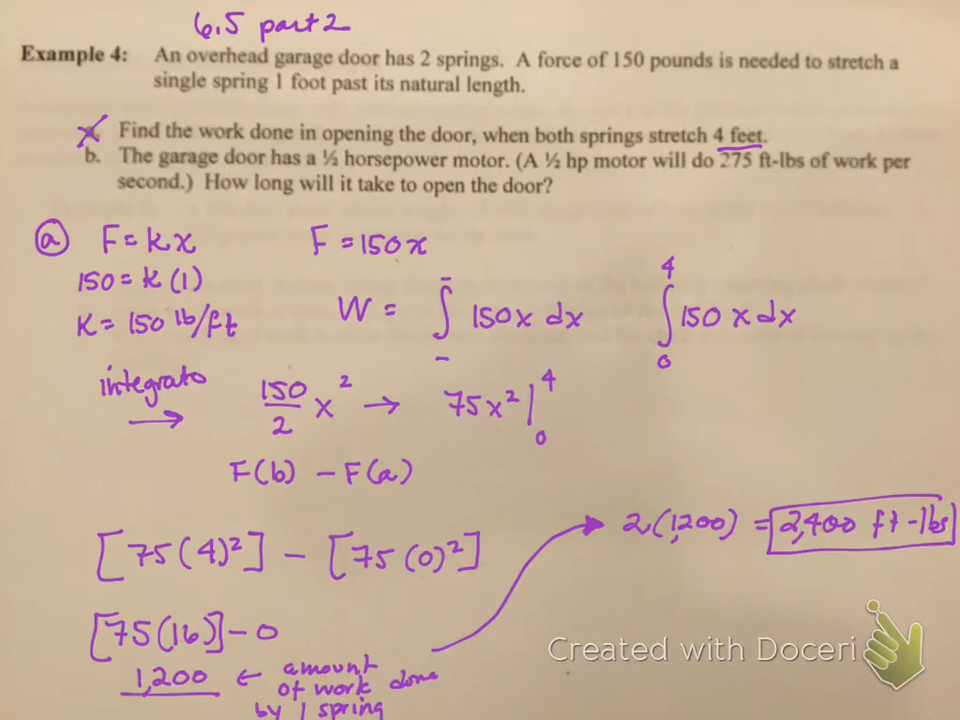 6.5 part 2
Example 4: An overhead garage door has 2 springs. A force of 150 pounds is needed to stretch a
single spring 1 foot past its natural length.
a. Find the work done in opening the door, when both springs stretch 4 feet.
b. The garage door has a ½ horsepower motor. (A ½ hp motor will do 275 ft-lbs of work per
second.) How long will it take to open the door?
ⓐ F = kx F = 150x
150 = k (1)
K = 150 lb/ft W = ∫ 150x dx ∫₀⁴ 150 x dx
integrate → 150/2 x² → 75x² |₀⁴
F(b) - F(a)
[75(4)²] - [75(0)²] 2(1,200) = 2,400 ft-lbs
[75(16)] - 0
1,200 ← amount
of work done
by 1 spring
Created with Doceri